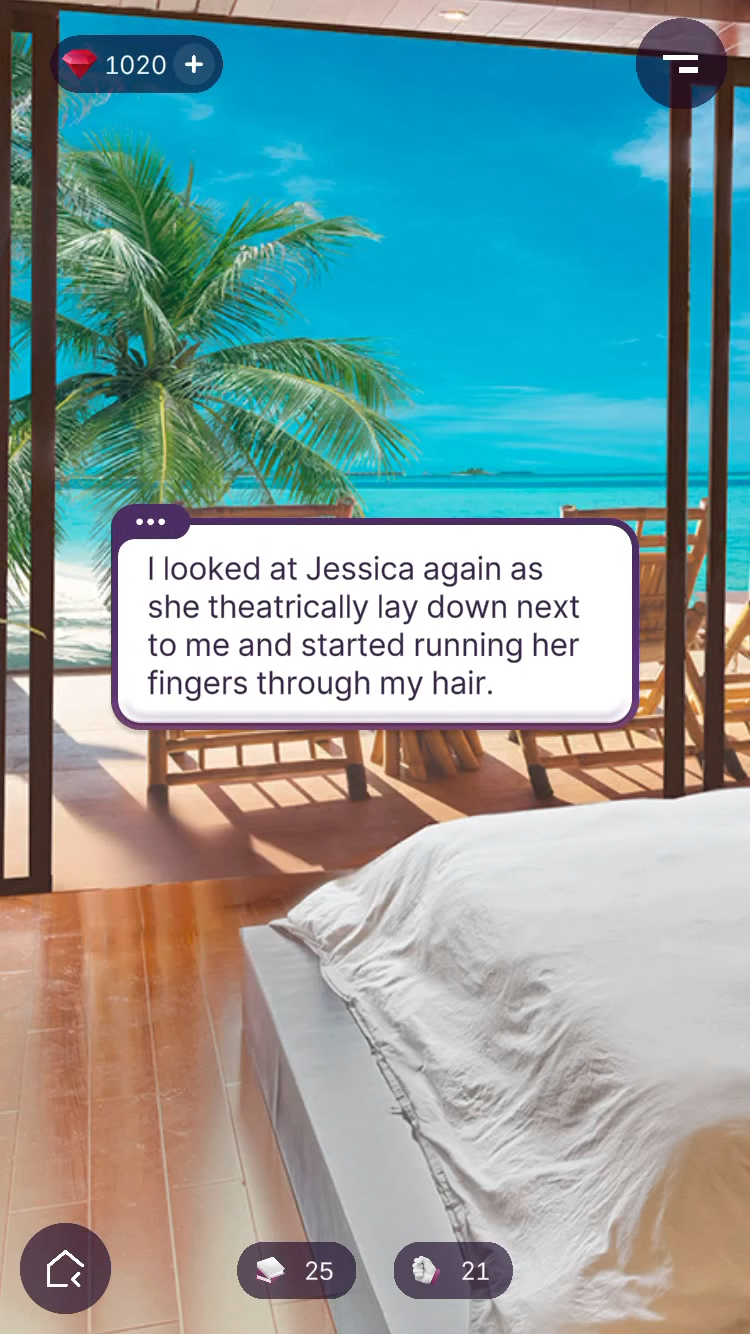 1020 +
I looked at Jessica again as
she theatrically lay down next
to me and started running her
fingers through my hair.
25 21